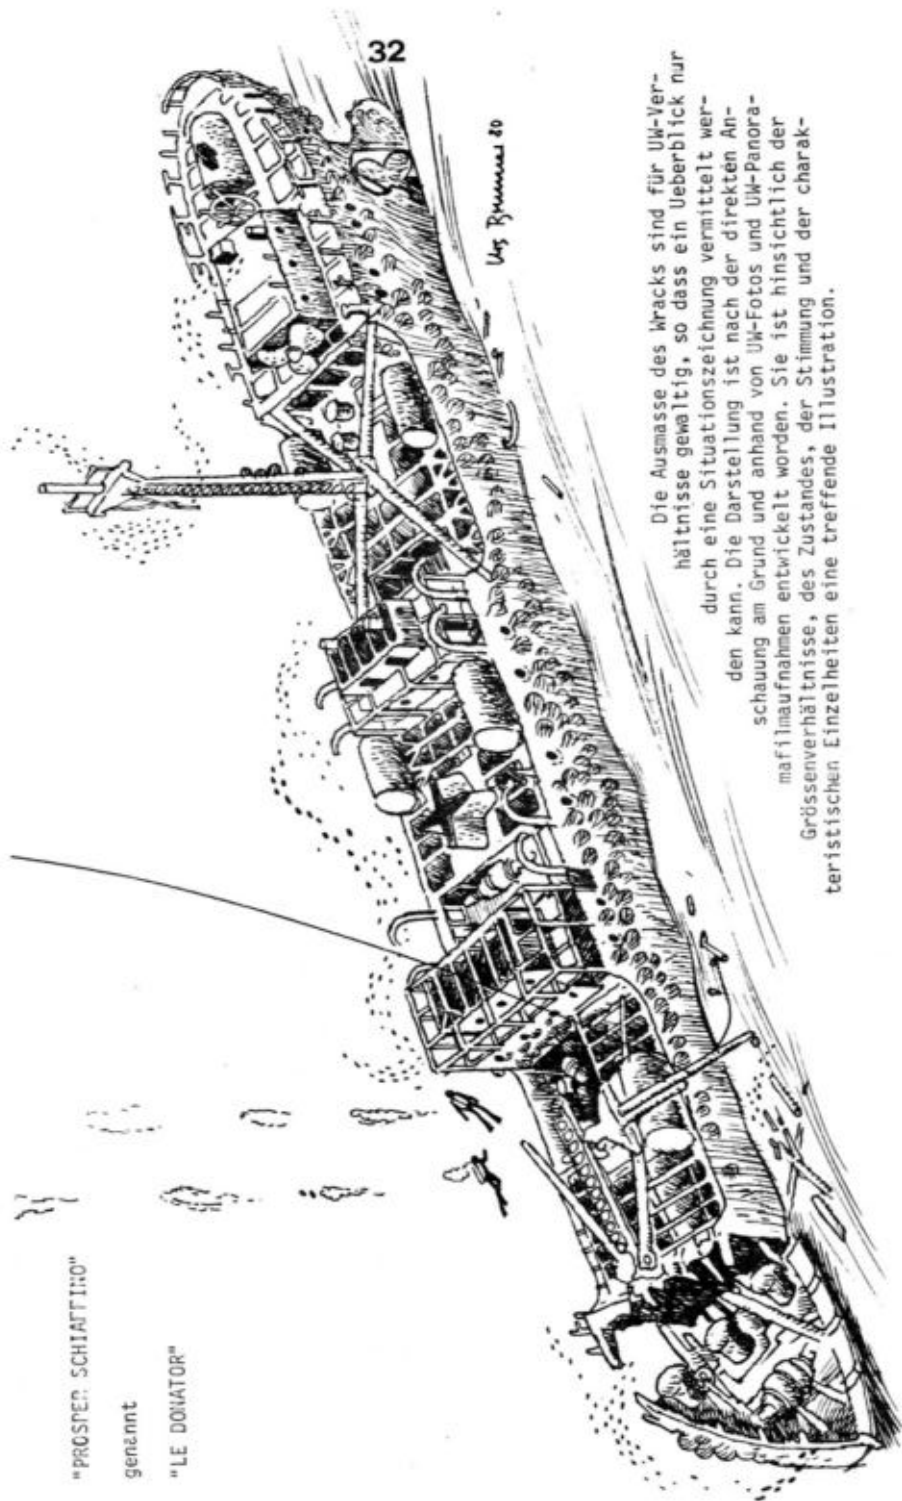 "PROSPER SCHIAFFINO"
genannt
"LE DONATOR"
32
Urs Brunner 80
Die Ausmasse des Wracks sind für UW-Ver-
hältnisse gewaltig, so dass ein Ueberblick nur
durch eine Situationszeichnung vermittelt wer-
den kann. Die Darstellung ist nach der direkten An-
schauung am Grund und anhand von UW-Fotos und UW-Panora-
mafilmaufnahmen entwickelt worden. Sie ist hinsichtlich der
Grössenverhältnisse, des Zustandes, der Stimmung und der charak-
teristischen Einzelheiten eine treffende Illustration.